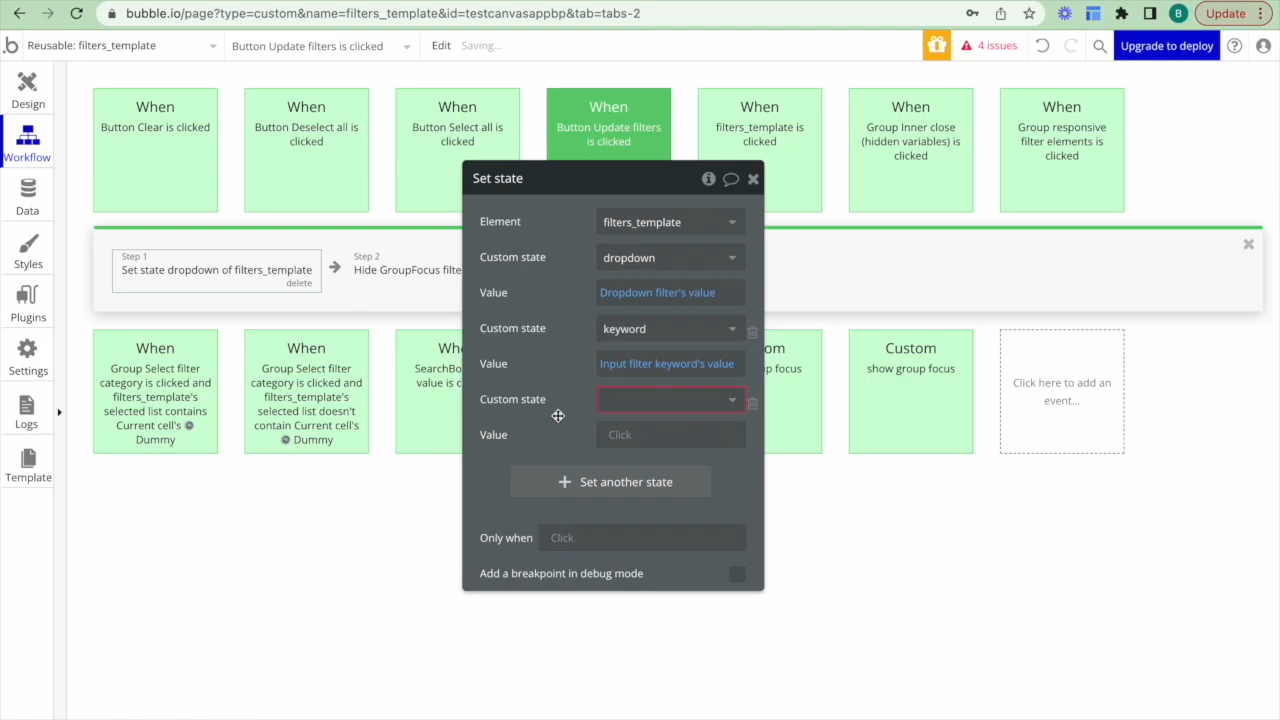 bubble.io/page?type=custom&name=filters_template&id=testcanvasappbp&tab=tabs-2
B
Update
b
Reusable: filters_template
Button Update filters is clicked
Edit
Saving...
4 issues
Upgrade to deploy
Design
Workflow
Data
Styles
Plugins
Settings
Logs
Template
When
Button Clear is clicked
When
Button Deselect all is
clicked
When
Button Select all is
clicked
When
Button Update filters
is clicked
When
filters_template is
clicked
When
Group Inner close
(hidden variables) is
clicked
When
Group responsive
filter elements is
clicked
Step 1
Set state dropdown of filters_template
delete
Step 2
Hide GroupFocus filte
Set state
Element
filters_template
Custom state
dropdown
Value
Dropdown filter's value
Custom state
keyword
Value
Input filter keyword's value
Custom state
Value
Click
Set another state
Only when
Click
Add a breakpoint in debug mode
When
Group Select filter
category is clicked and
filters_template's
selected list contains
Current cell's
Dummy
When
Group Select filter
category is clicked and
filters_template's
selected list doesn't
contain Current cell's
Dummy
Whe
SearchBo
value is c
om
p focus
Custom
show group focus
Click here to add an
event...